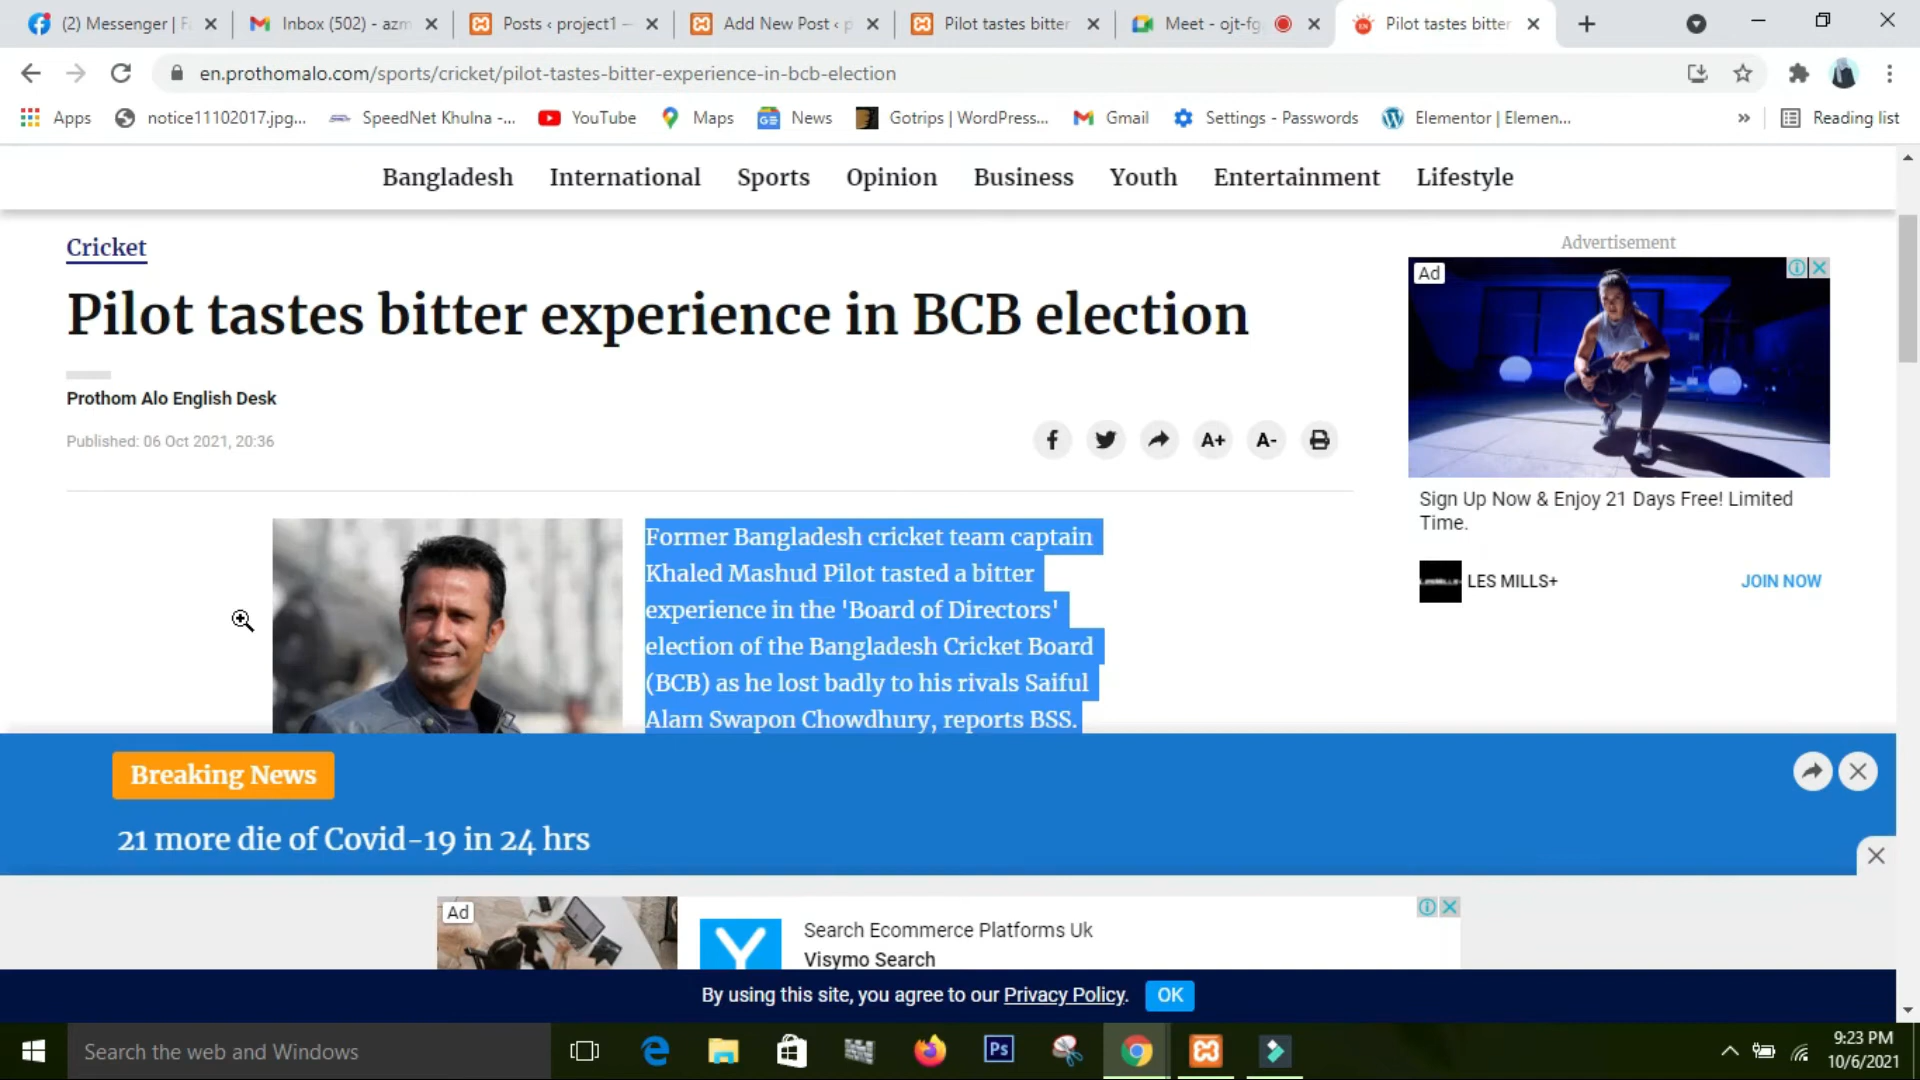 (2) Messenger | F
Inbox (502) - azm
Posts ‹ project1 —
Add New Post ‹ p
Pilot tastes bitter
Meet - ojt-fg
Pilot tastes bitter
en.prothomalo.com/sports/cricket/pilot-tastes-bitter-experience-in-bcb-election
Apps
notice11102017.jpg...
SpeedNet Khulna -...
YouTube
Maps
News
Gotrips | WordPress...
Gmail
Settings - Passwords
Elementor | Elemen...
»
Reading list
Bangladesh International Sports Opinion Business Youth Entertainment Lifestyle
Cricket
Pilot tastes bitter experience in BCB election
Prothom Alo English Desk
Published: 06 Oct 2021, 20:36
A+
A-
Former Bangladesh cricket team captain
Khaled Mashud Pilot tasted a bitter
experience in the 'Board of Directors'
election of the Bangladesh Cricket Board
(BCB) as he lost badly to his rivals Saiful
Alam Swapon Chowdhury, reports BSS.
Advertisement
Ad
Sign Up Now & Enjoy 21 Days Free! Limited
Time.
LES MILLS+
JOIN NOW
Breaking News
21 more die of Covid-19 in 24 hrs
Ad
Search Ecommerce Platforms Uk
Visymo Search
By using this site, you agree to our Privacy Policy.
OK
Search the web and Windows
Ps
9:23 PM
10/6/2021